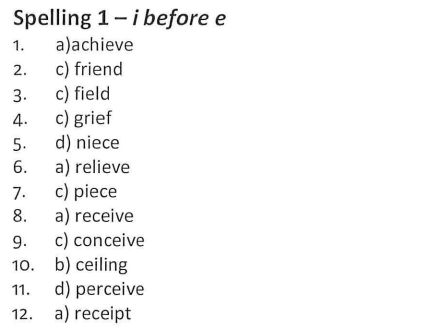 Spelling 1 – i before e
1. a)achieve
2. c) friend
3. c) field
4. c) grief
5. d) niece
6. a) relieve
7. c) piece
8. a) receive
9. c) conceive
10. b) ceiling
11. d) perceive
12. a) receipt